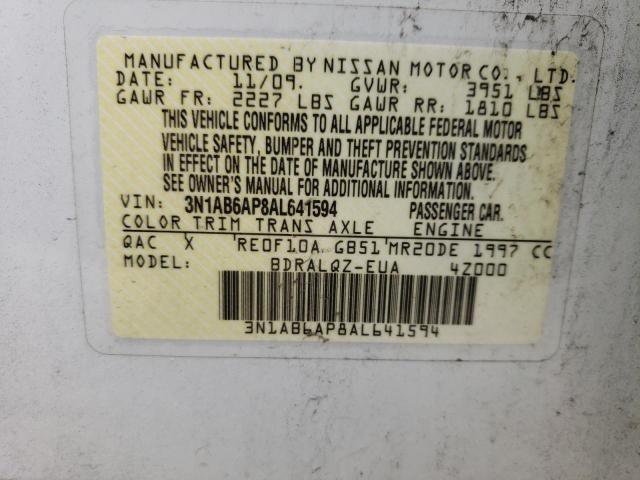 MANUFACTURED BY NISSAN MOTOR CO., LTD.
DATE: 11/09. GVWR: 3951 LBS
GAWR FR: 2227 LBS GAWR RR: 1810 LBS
THIS VEHICLE CONFORMS TO ALL APPLICABLE FEDERAL MOTOR
VEHICLE SAFETY, BUMPER AND THEFT PREVENTION STANDARDS
IN EFFECT ON THE DATE OF MANUFACTURE SHOWN ABOVE.
SEE OWNER'S MANUAL FOR ADDITIONAL INFORMATION.
VIN: 3N1AB6AP8AL641594 PASSENGER CAR.
COLOR TRIM TRANS AXLE ENGINE
QAC X RE0F10A GB51 MR20DE 1997 CC
MODEL: BDRALQZ-EUA 4Z000
3N1AB6AP8AL641594